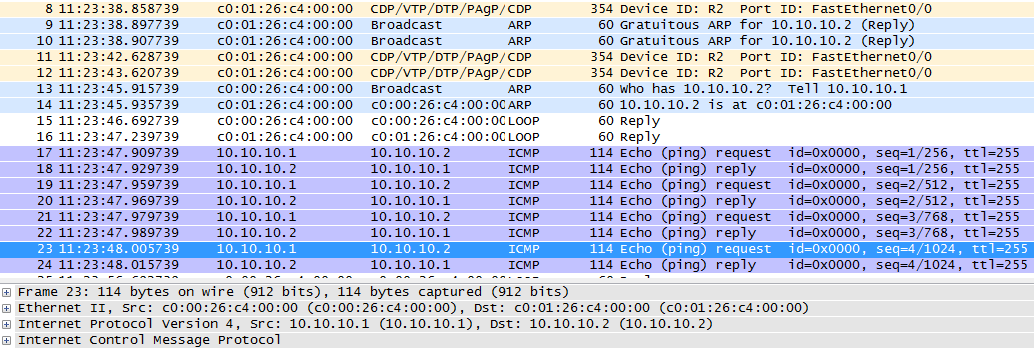 8 11:23:38.858739 c0:01:26:c4:00:00 CDP/VTP/DTP/PAgP/CDP 354 Device ID: R2 Port ID: FastEthernet0/0
9 11:23:38.897739 c0:01:26:c4:00:00 Broadcast ARP 60 Gratuitous ARP for 10.10.10.2 (Reply)
10 11:23:38.907739 c0:01:26:c4:00:00 Broadcast ARP 60 Gratuitous ARP for 10.10.10.2 (Reply)
11 11:23:42.628739 c0:01:26:c4:00:00 CDP/VTP/DTP/PAgP/CDP 354 Device ID: R2 Port ID: FastEthernet0/0
12 11:23:43.620739 c0:01:26:c4:00:00 CDP/VTP/DTP/PAgP/CDP 354 Device ID: R2 Port ID: FastEthernet0/0
13 11:23:45.915739 c0:00:26:c4:00:00 Broadcast ARP 60 Who has 10.10.10.2? Tell 10.10.10.1
14 11:23:45.935739 c0:01:26:c4:00:00 c0:00:26:c4:00:00 ARP 60 10.10.10.2 is at c0:01:26:c4:00:00
15 11:23:46.692739 c0:00:26:c4:00:00 c0:00:26:c4:00:00 LOOP 60 Reply
16 11:23:47.239739 c0:01:26:c4:00:00 c0:01:26:c4:00:00 LOOP 60 Reply
17 11:23:47.909739 10.10.10.1 10.10.10.2 ICMP 114 Echo (ping) request id=0x0000, seq=1/256, ttl=255
18 11:23:47.929739 10.10.10.2 10.10.10.1 ICMP 114 Echo (ping) reply id=0x0000, seq=1/256, ttl=255
19 11:23:47.959739 10.10.10.1 10.10.10.2 ICMP 114 Echo (ping) request id=0x0000, seq=2/512, ttl=255
20 11:23:47.969739 10.10.10.2 10.10.10.1 ICMP 114 Echo (ping) reply id=0x0000, seq=2/512, ttl=255
21 11:23:47.979739 10.10.10.1 10.10.10.2 ICMP 114 Echo (ping) request id=0x0000, seq=3/768, ttl=255
22 11:23:47.989739 10.10.10.2 10.10.10.1 ICMP 114 Echo (ping) reply id=0x0000, seq=3/768, ttl=255
23 11:23:48.005739 10.10.10.1 10.10.10.2 ICMP 114 Echo (ping) request id=0x0000, seq=4/1024, ttl=255
24 11:23:48.015739 10.10.10.2 10.10.10.1 ICMP 114 Echo (ping) reply id=0x0000, seq=4/1024, ttl=255
Frame 23: 114 bytes on wire (912 bits), 114 bytes captured (912 bits)
Ethernet II, Src: c0:00:26:c4:00:00 (c0:00:26:c4:00:00), Dst: c0:01:26:c4:00:00 (c0:01:26:c4:00:00)
Internet Protocol Version 4, Src: 10.10.10.1 (10.10.10.1), Dst: 10.10.10.2 (10.10.10.2)
Internet Control Message Protocol